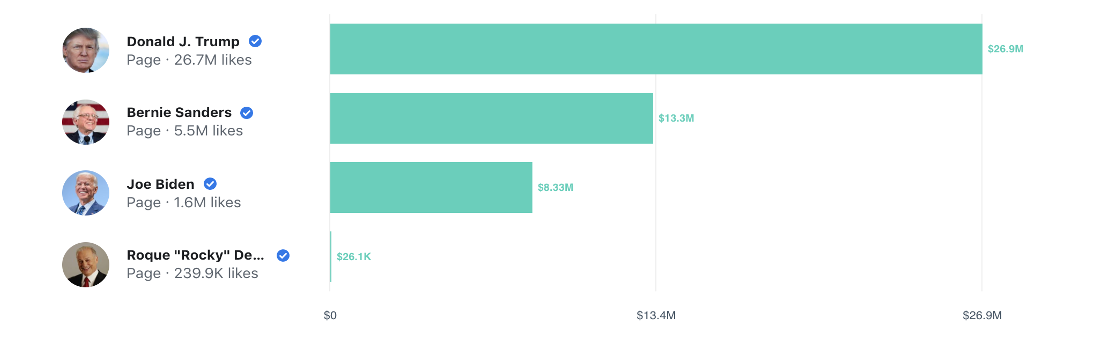 Donald J. Trump
Page · 26.7M likes
$26.9M
Bernie Sanders
Page · 5.5M likes
$13.3M
Joe Biden
Page · 1.6M likes
$8.33M
Roque "Rocky" De...
Page · 239.9K likes
$26.1K
$0 $13.4M $26.9M